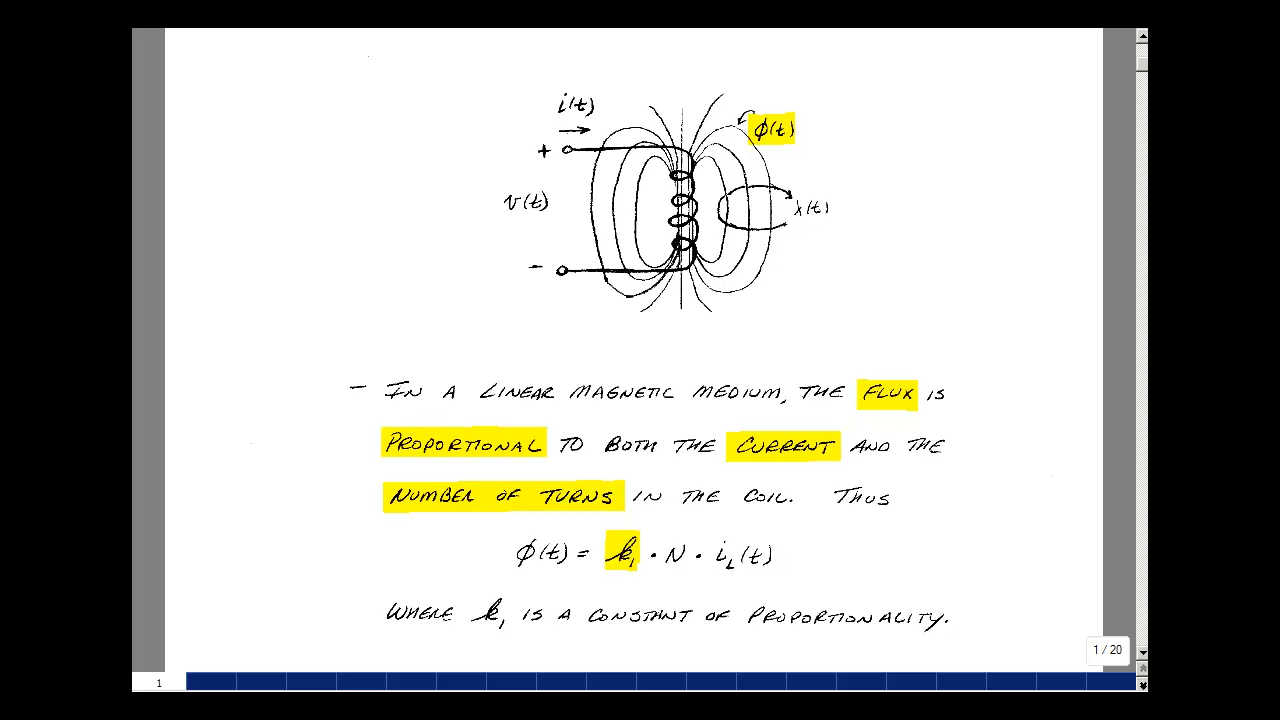 i(t)
ϕ(t)
+
v(t)
λ(t)
-
- IN A LINEAR MAGNETIC MEDIUM, THE FLUX IS
PROPORTIONAL TO BOTH THE CURRENT AND THE
NUMBER OF TURNS IN THE COIL. THUS
ϕ(t) = k₁ · N · i_L(t)
WHERE k₁ IS A CONSTANT OF PROPORTIONALITY.
1 / 20
1